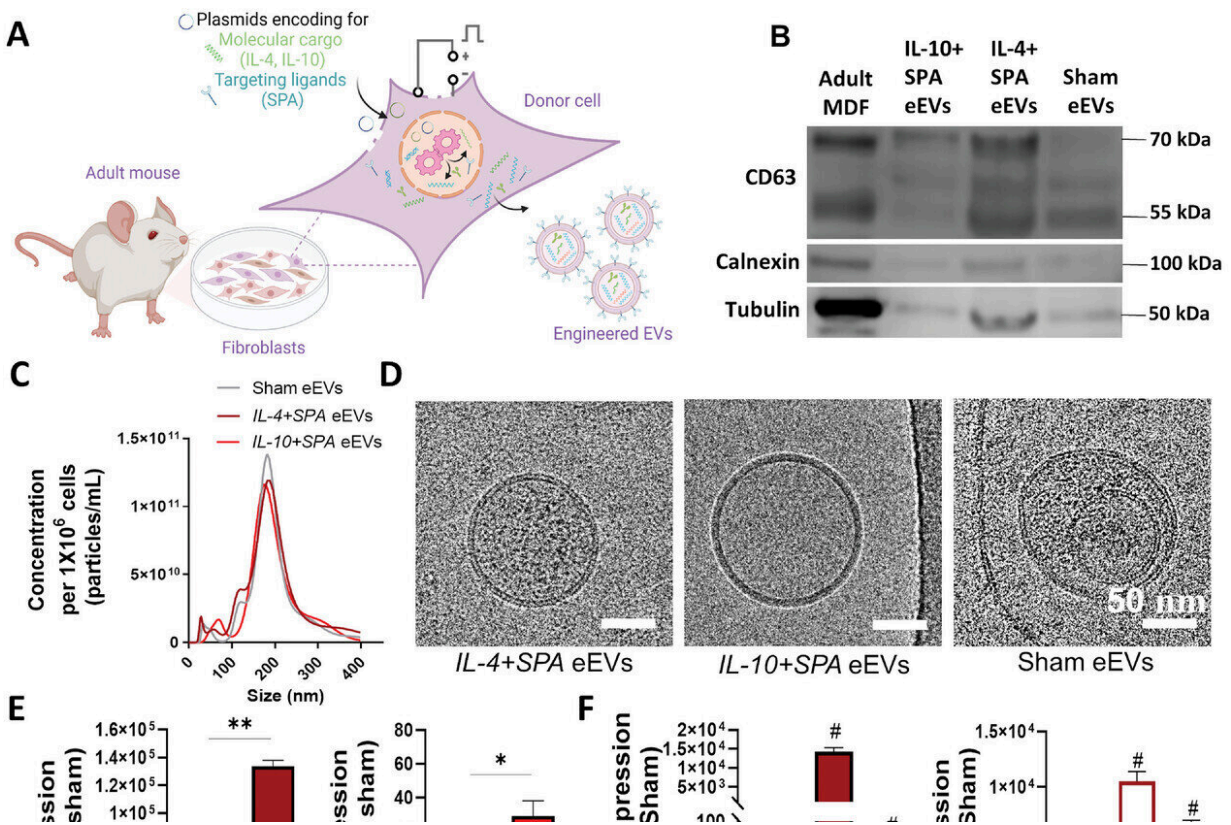 A
Plasmids encoding for
Molecular cargo
(IL-4, IL-10)
Targeting ligands
(SPA)
+
-
Donor cell
Adult mouse
Fibroblasts
Engineered EVs
B
Adult
MDF
IL-10+
SPA
eEVs
IL-4+
SPA
eEVs
Sham
eEVs
CD63
70 kDa
55 kDa
Calnexin
100 kDa
Tubulin
50 kDa
C
Sham eEVs
IL-4+SPA eEVs
IL-10+SPA eEVs
Concentration
per 1X10⁶ cells
(particles/mL)
1.5×10¹¹
1×10¹¹
5×10¹⁰
0
0
100
200
300
400
Size (nm)
D
50 nm
IL-4+SPA eEVs
IL-10+SPA eEVs
Sham eEVs
E
1.6×10⁵
1.4×10⁵
1.2×10⁵
1×10⁵
**
sham)
80
60
40
*
sham)
F
pression
Sham)
2×10⁴
1.5×10⁴
1×10⁴
5×10³
100
#
#
Sham)
1.5×10⁴
1×10⁴
#
#